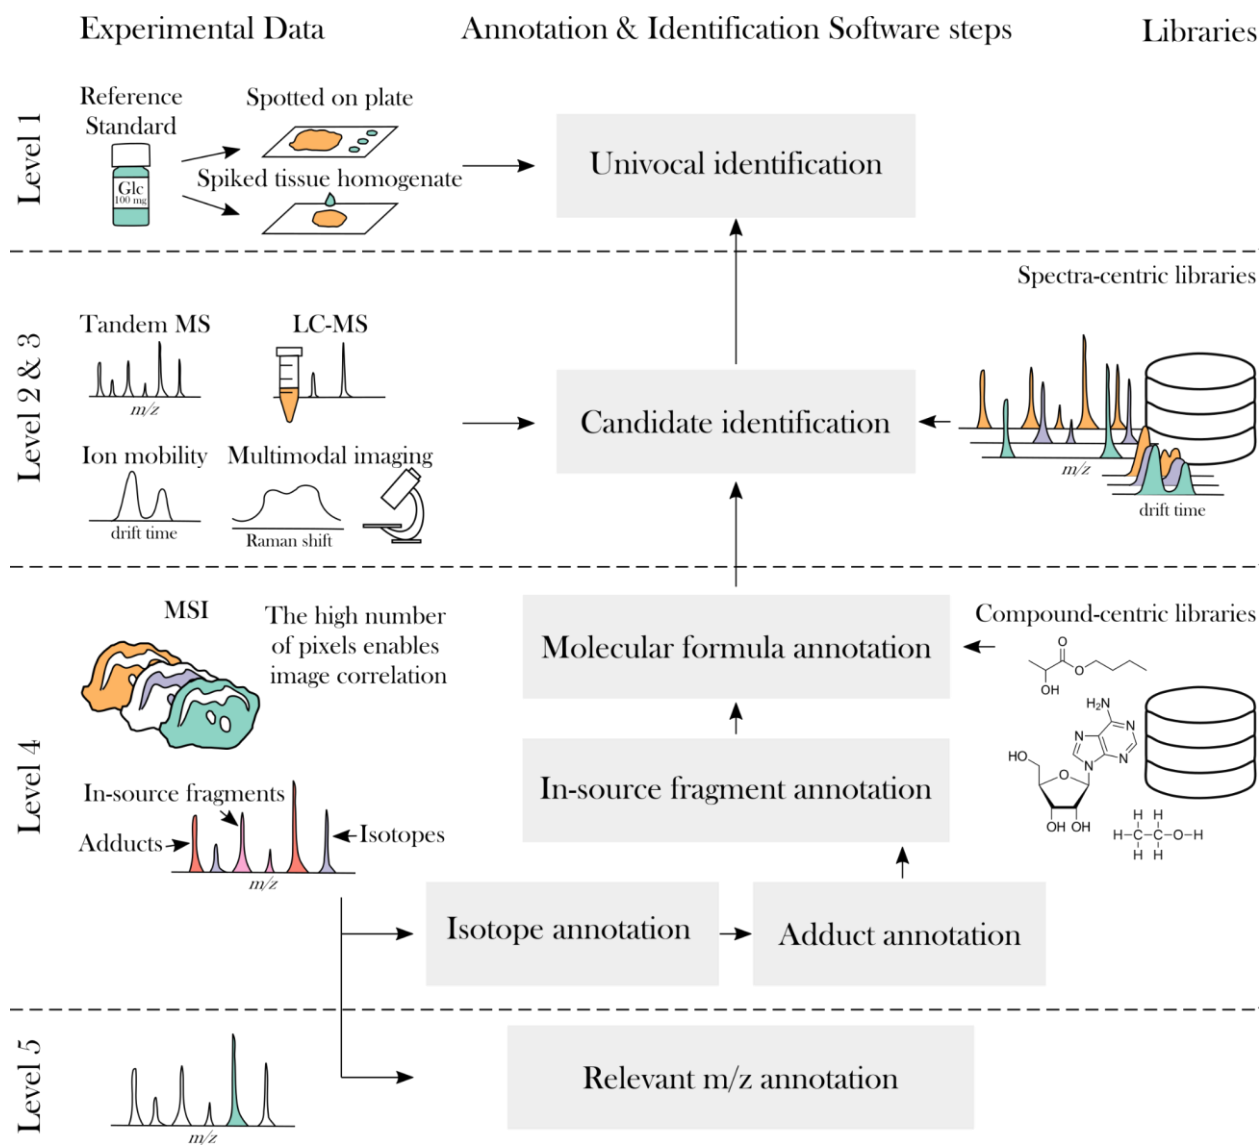 Experimental Data
Annotation & Identification Software steps
Libraries
Level 1
Reference
Standard
Glc
100 mg
Spotted on plate
Spiked tissue homogenate
Univocal identification
Level 2 & 3
Tandem MS
m/z
LC-MS
Ion mobility
drift time
Multimodal imaging
Raman shift
Candidate identification
Spectra-centric libraries
m/z
drift time
Level 4
MSI
The high number
of pixels enables
image correlation
In-source fragments
Adducts
Isotopes
m/z
Molecular formula annotation
In-source fragment annotation
Isotope annotation
Adduct annotation
Compound-centric libraries
O
O
OH
H₂N
N
N
N
N
HO
O
OH
OH
H H
H-C-C-O-H
H H
Level 5
m/z
Relevant m/z annotation